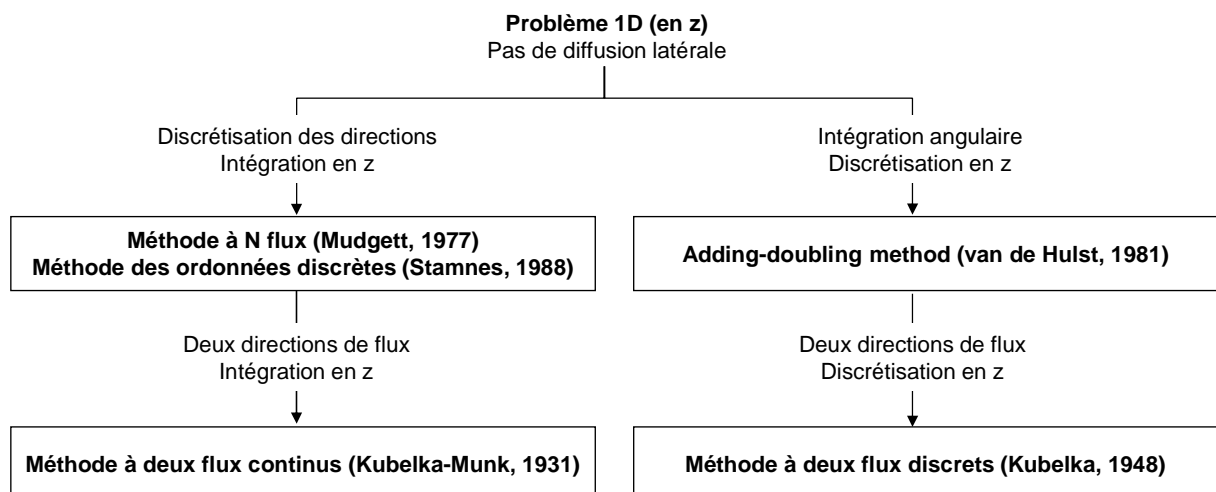 Problème 1D (en z)
Pas de diffusion latérale
Discrétisation des directions
Intégration en z
Intégration angulaire
Discrétisation en z
Méthode à N flux (Mudgett, 1977)
Méthode des ordonnées discrètes (Stamnes, 1988)
Adding-doubling method (van de Hulst, 1981)
Deux directions de flux
Intégration en z
Deux directions de flux
Discrétisation en z
Méthode à deux flux continus (Kubelka-Munk, 1931)
Méthode à deux flux discrets (Kubelka, 1948)